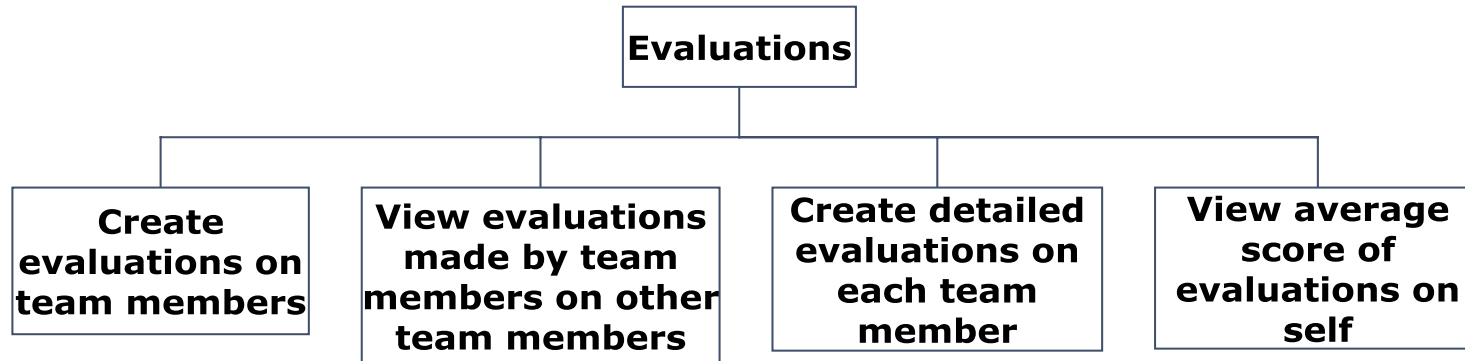 Evaluations
Create
evaluations on
team members
View evaluations
made by team
members on other
team members
Create detailed
evaluations on
each team
member
View average
score of
evaluations on
self